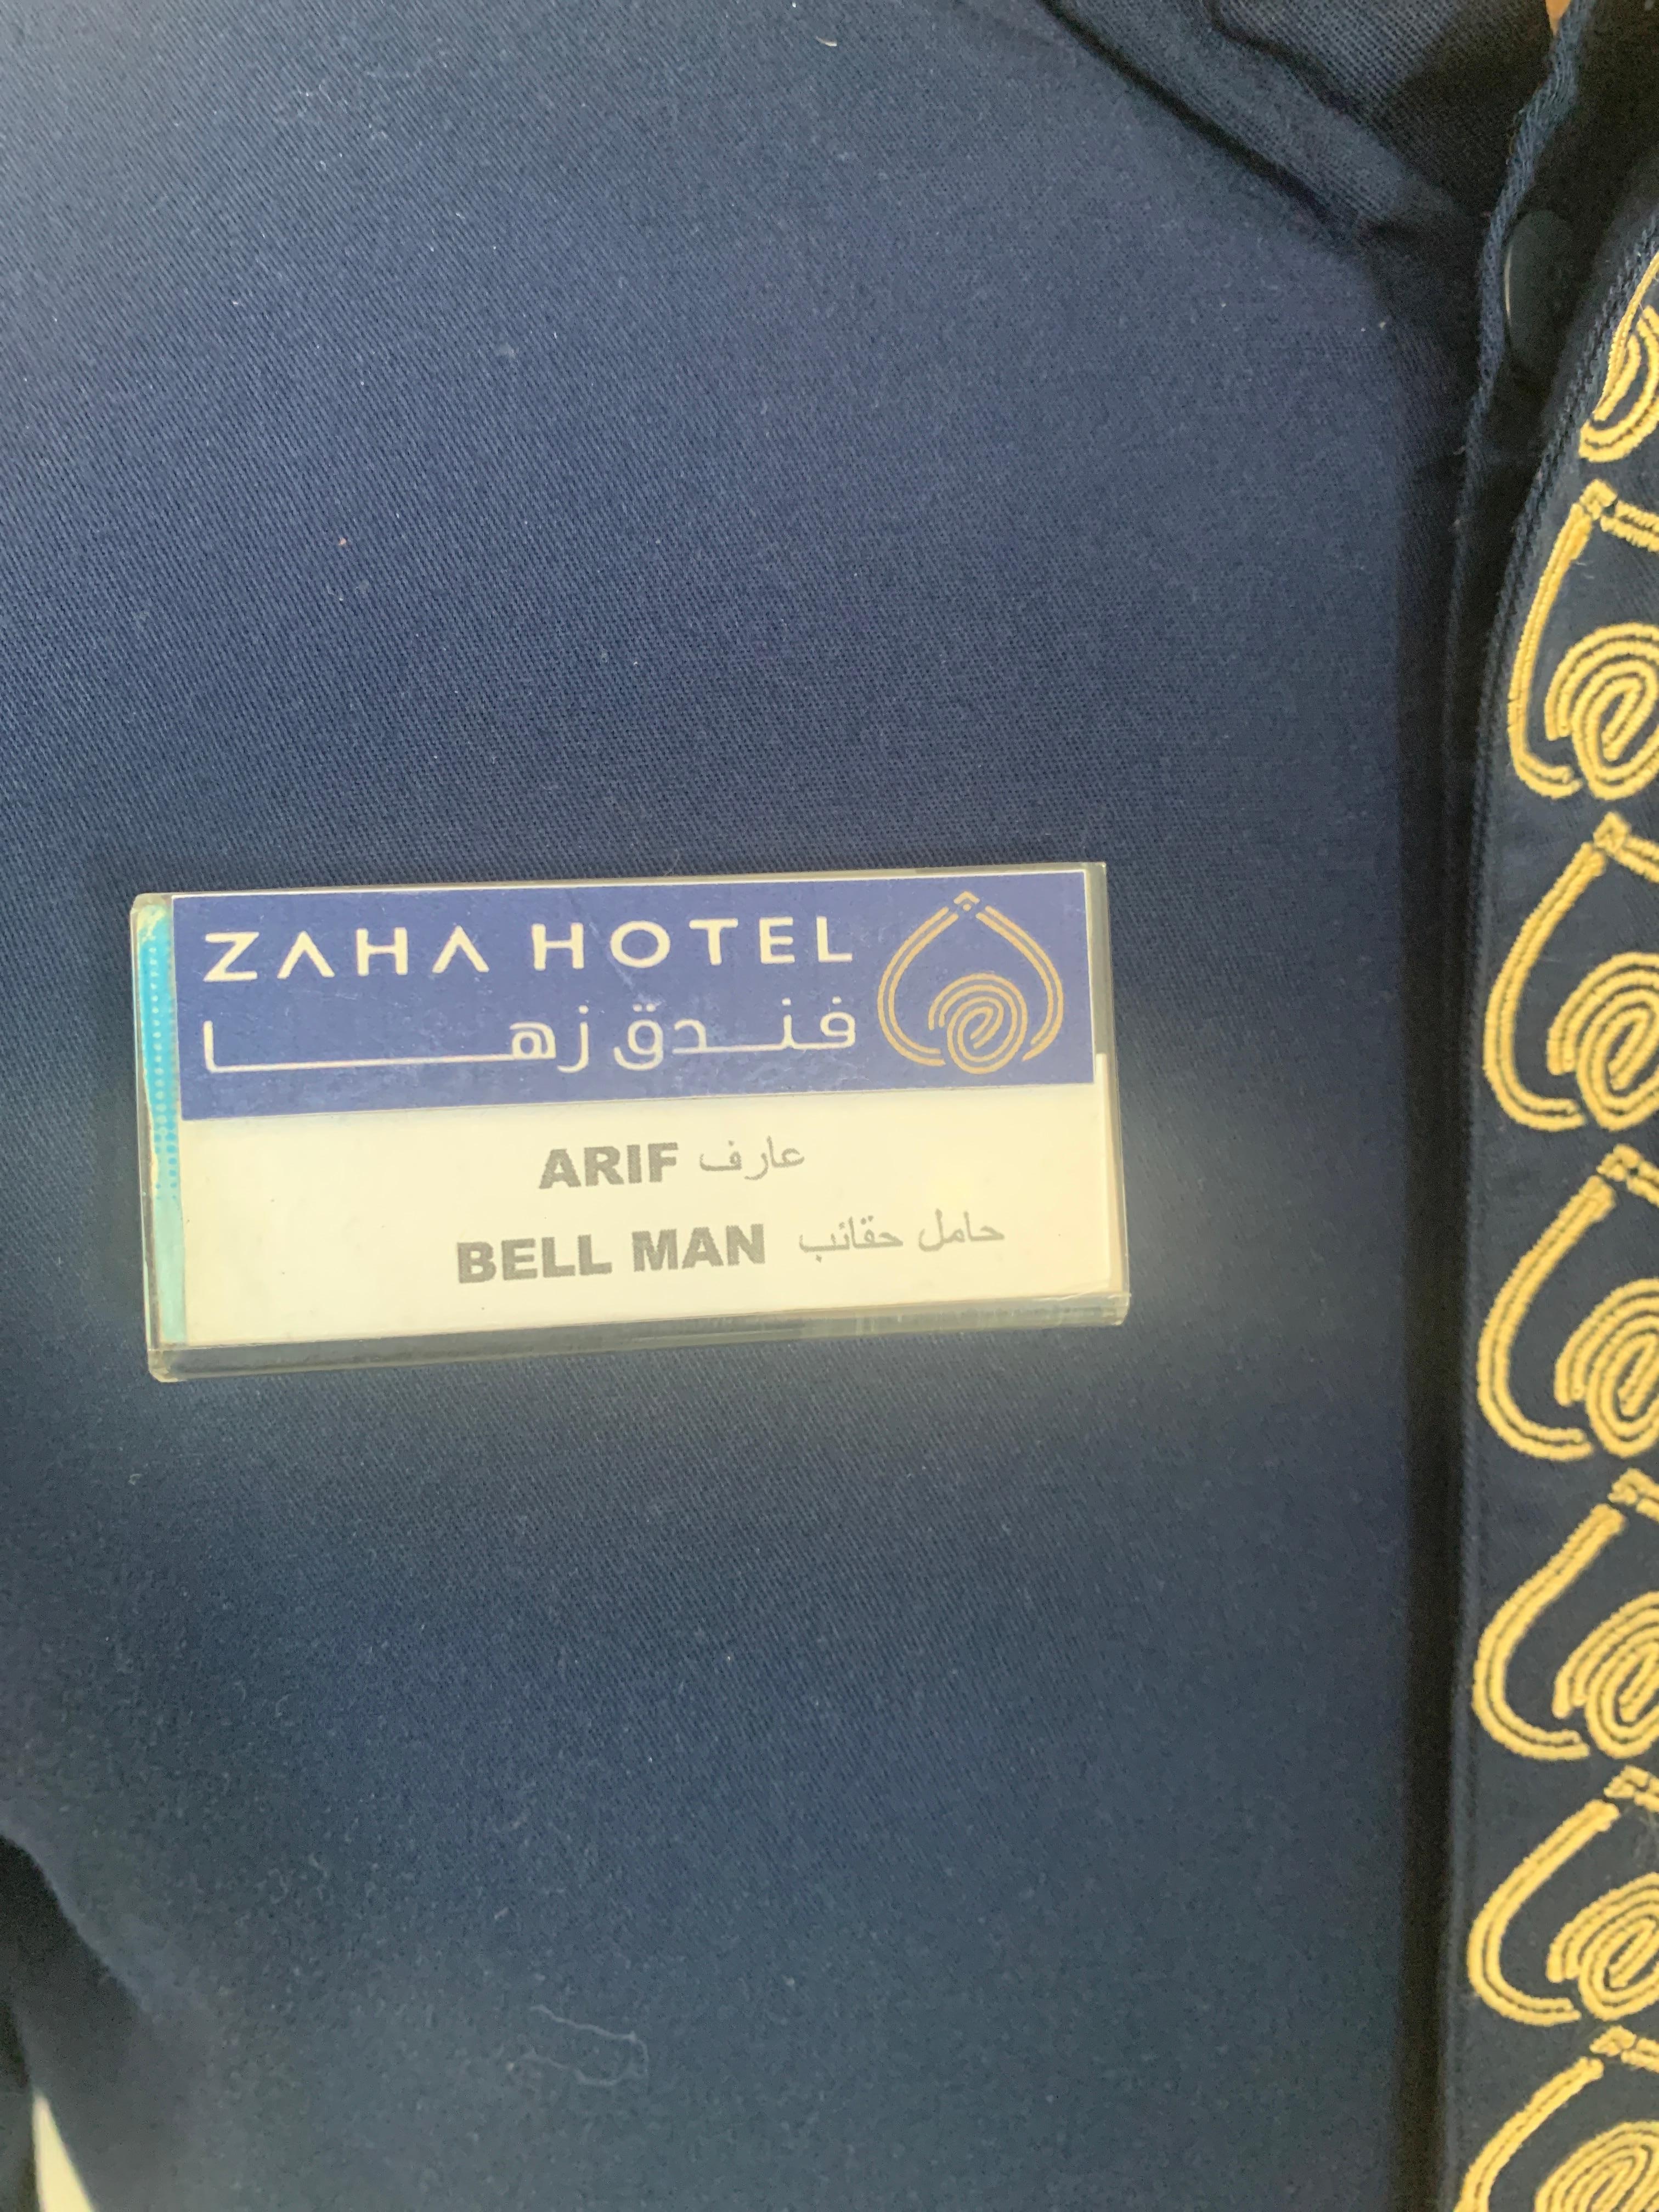 ZAHA HOTEL
فندق زها
ARIF عارف
BELL MAN حامل حقائب